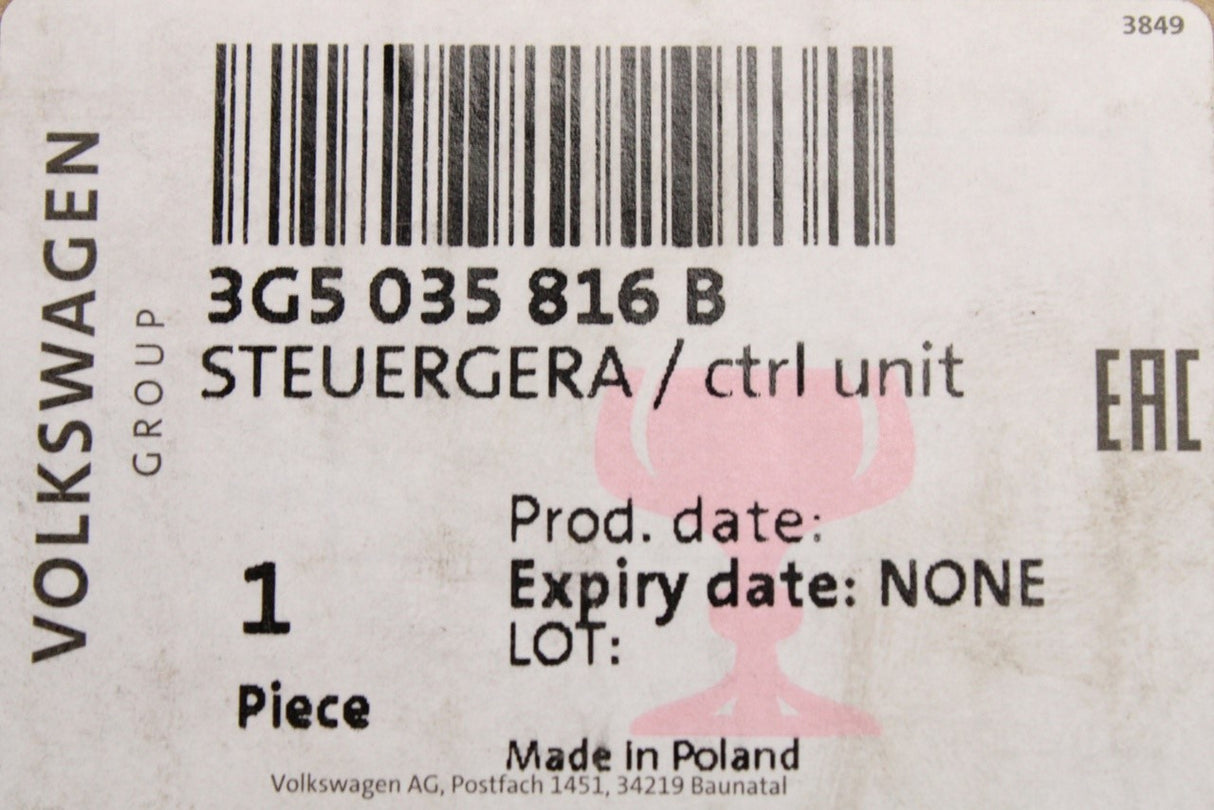 3849
VOLKSWAGEN
GROUP
3G5 035 816 B
STEUERGERA / ctrl unit
EAC
Prod. date:
1
Expiry date: NONE
LOT:
Piece
Made in Poland
Volkswagen AG, Postfach 1451, 34219 Baunatal